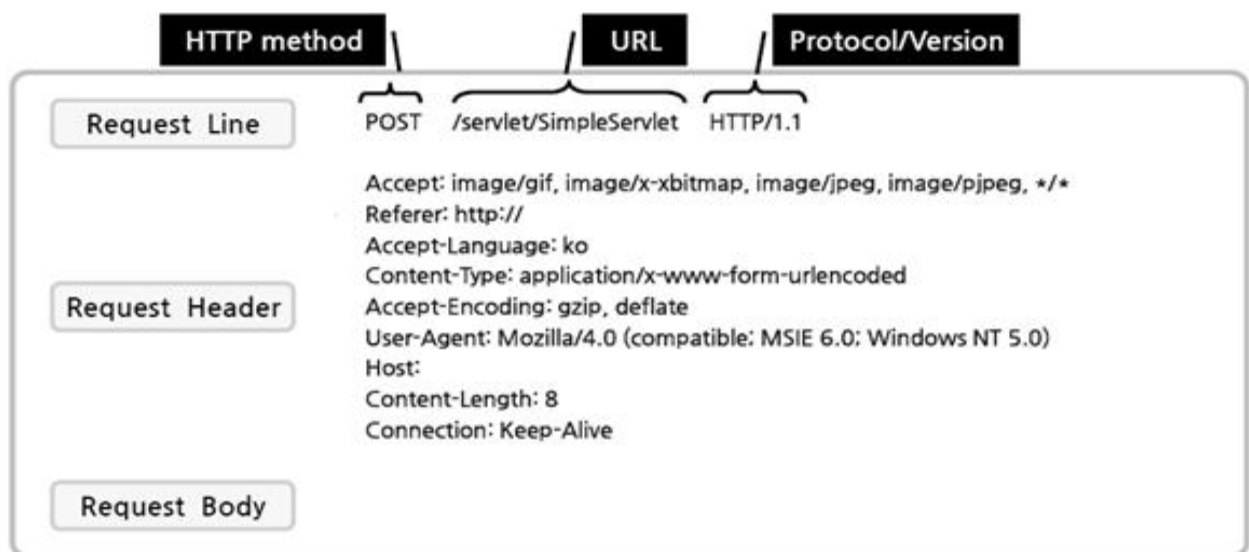 HTTP method URL Protocol/Version
Request Line POST /servlet/SimpleServlet HTTP/1.1
Accept: image/gif, image/x-xbitmap, image/jpeg, image/pjpeg, */*
Referer: http://
Accept-Language: ko
Content-Type: application/x-www-form-urlencoded
Request Header
Accept-Encoding: gzip, deflate
User-Agent: Mozilla/4.0 (compatible; MSIE 6.0; Windows NT 5.0)
Host:
Content-Length: 8
Connection: Keep-Alive
Request Body